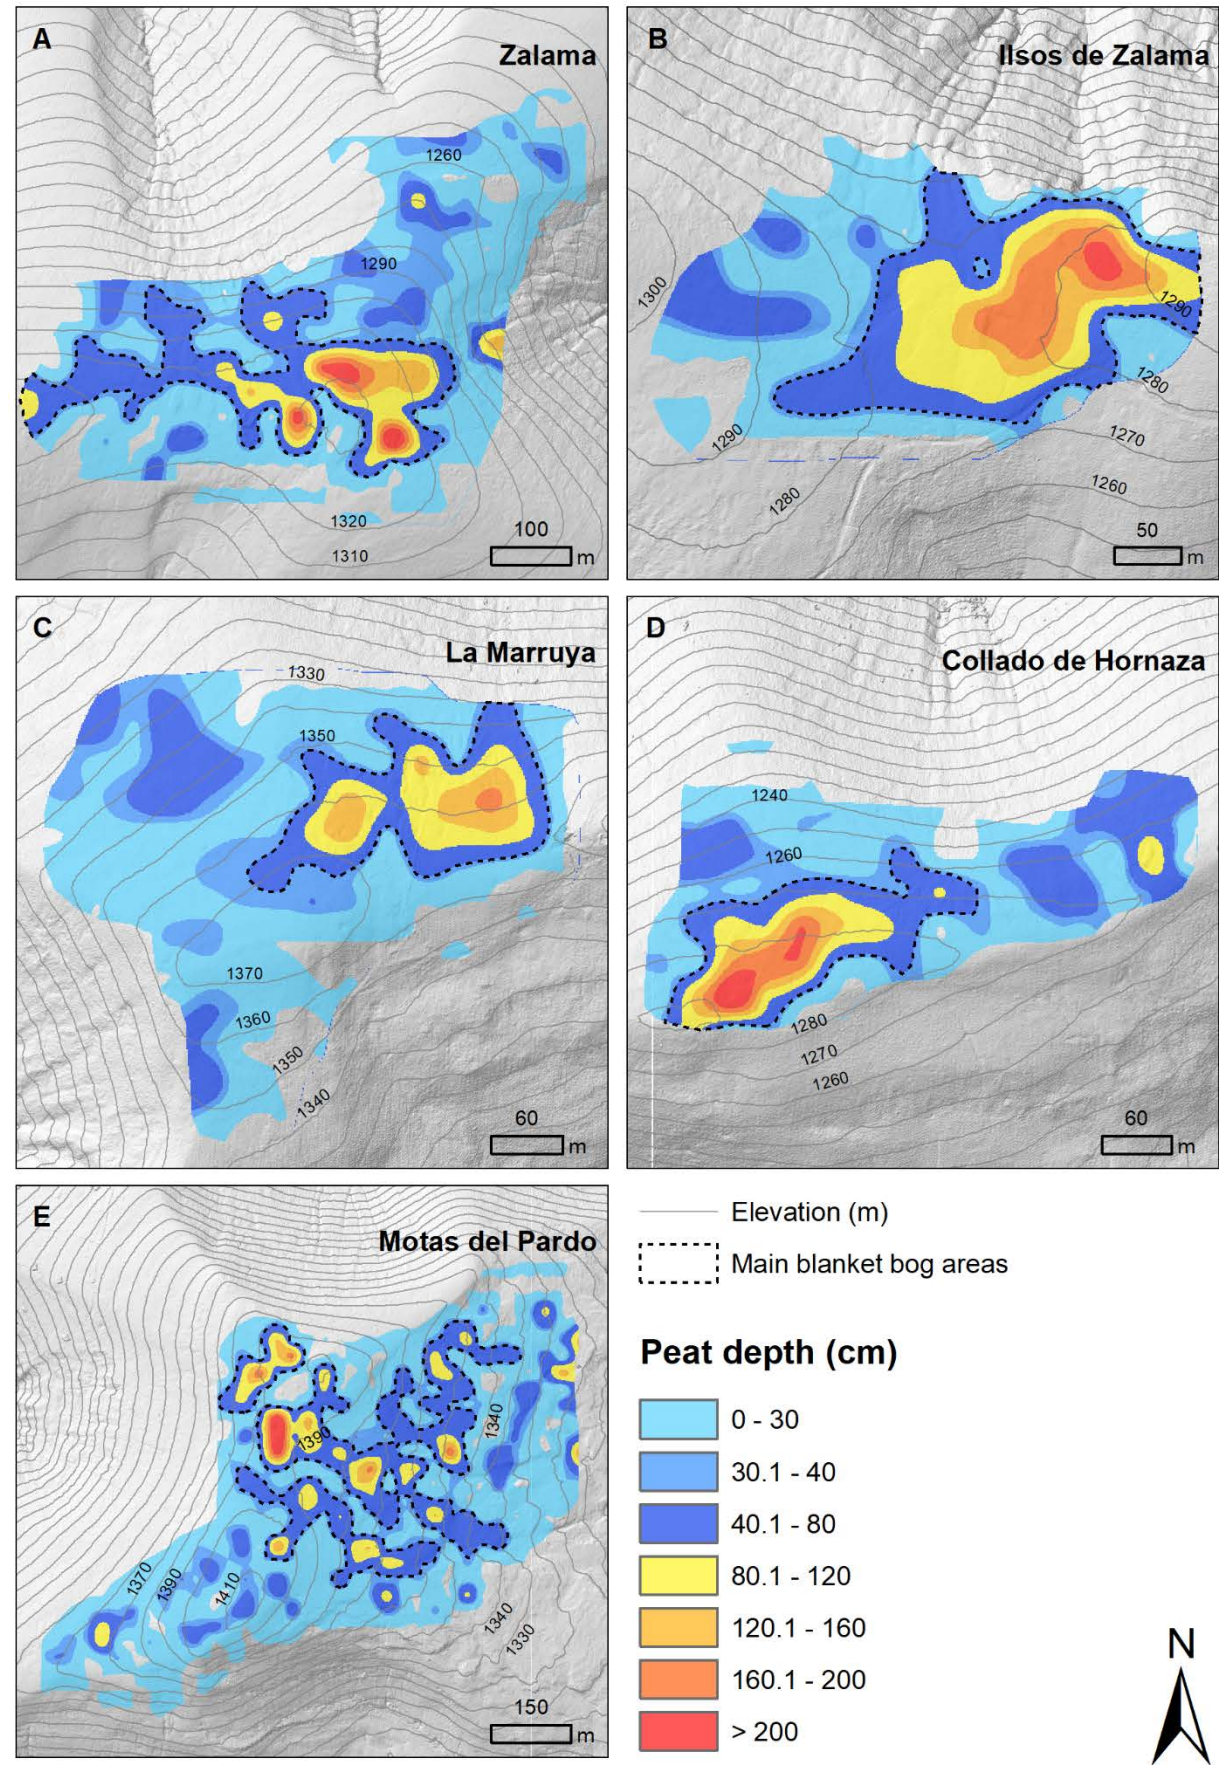 A
Zalama
1260
1290
1320
1310
100
m
B
Ilsos de Zalama
1300
1290
1280
1290
1270
1280
1260
50
m
C
La Marruya
1330
1350
1370
1360
1350
1340
60
m
D
Collado de Hornaza
1240
1260
1280
1270
1260
60
m
E
Motas del Pardo
1340
1390
1370
1390
1410
1340
1330
150
m
Elevation (m)
Main blanket bog areas
Peat depth (cm)
0 - 30
30.1 - 40
40.1 - 80
80.1 - 120
120.1 - 160
160.1 - 200
> 200
N